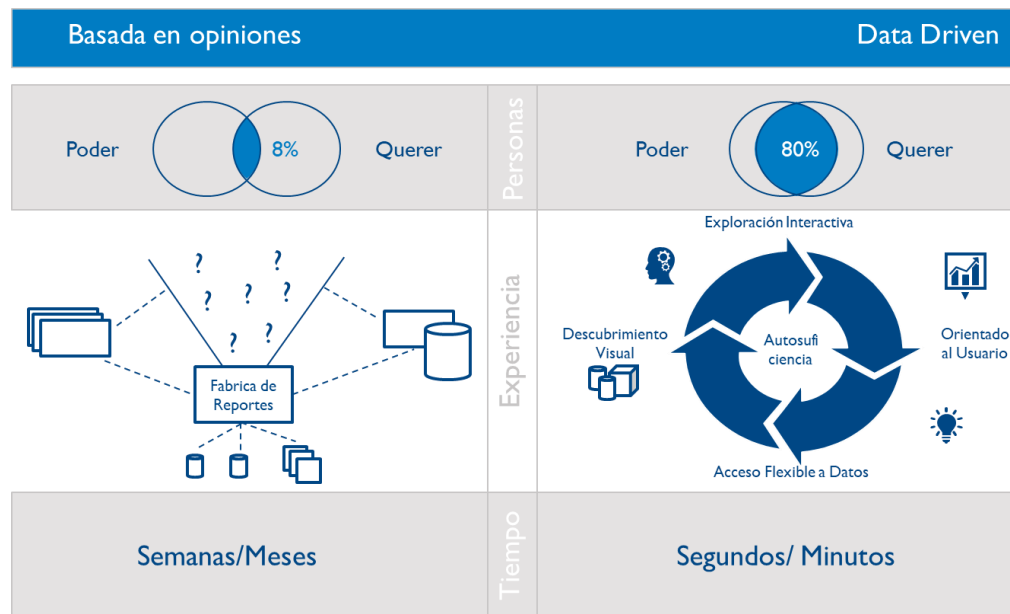 Basada en opiniones
Data Driven
Personas
Poder
8%
Querer
Poder
80%
Querer
Experiencia
? ? ? ? ? ? ?
Fabrica de
Reportes
Exploración Interactiva
Descubrimiento
Visual
Autosufi
ciencia
Orientado
al Usuario
Acceso Flexible a Datos
Tiempo
Semanas/Meses
Segundos/ Minutos